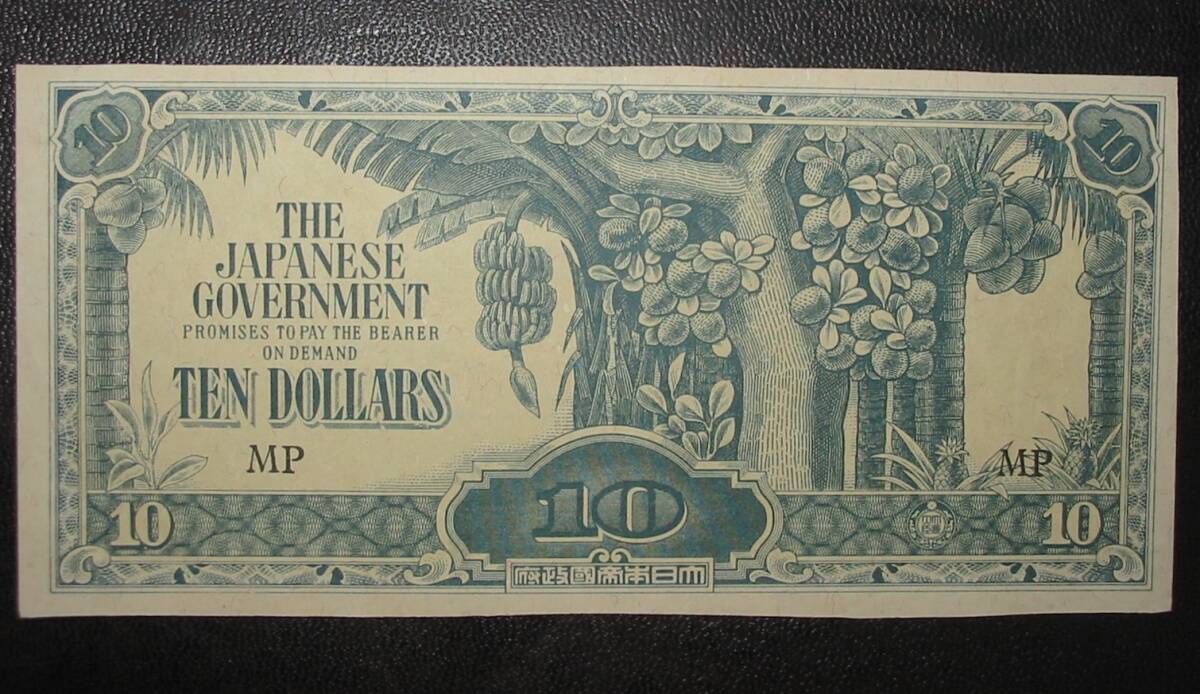 10
10
THE
JAPANESE
GOVERNMENT
PROMISES TO PAY THE BEARER
ON DEMAND
TEN DOLLARS
MP
MP
10
10
10
大日本帝國政府